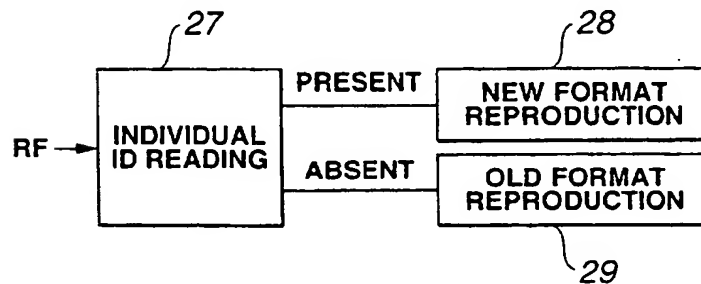 27
28
RF
INDIVIDUAL
ID READING
PRESENT
NEW FORMAT
REPRODUCTION
ABSENT
OLD FORMAT
REPRODUCTION
29